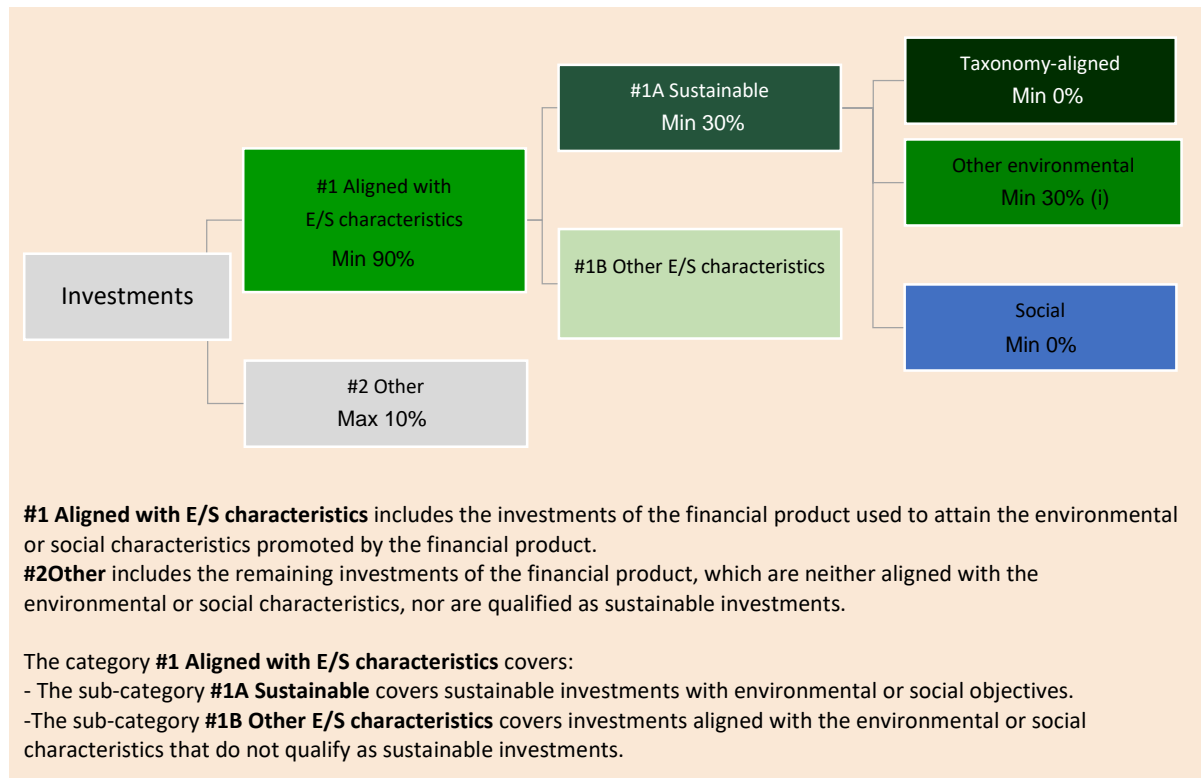 Investments
#1 Aligned with
E/S characteristics
Min 90%
#2 Other
Max 10%
#1A Sustainable
Min 30%
#1B Other E/S characteristics
Taxonomy-aligned
Min 0%
Other environmental
Min 30% (i)
Social
Min 0%
#1 Aligned with E/S characteristics includes the investments of the financial product used to attain the environmental
or social characteristics promoted by the financial product.
#2Other includes the remaining investments of the financial product, which are neither aligned with the
environmental or social characteristics, nor are qualified as sustainable investments.
The category #1 Aligned with E/S characteristics covers:
- The sub-category #1A Sustainable covers sustainable investments with environmental or social objectives.
-The sub-category #1B Other E/S characteristics covers investments aligned with the environmental or social
characteristics that do not qualify as sustainable investments.